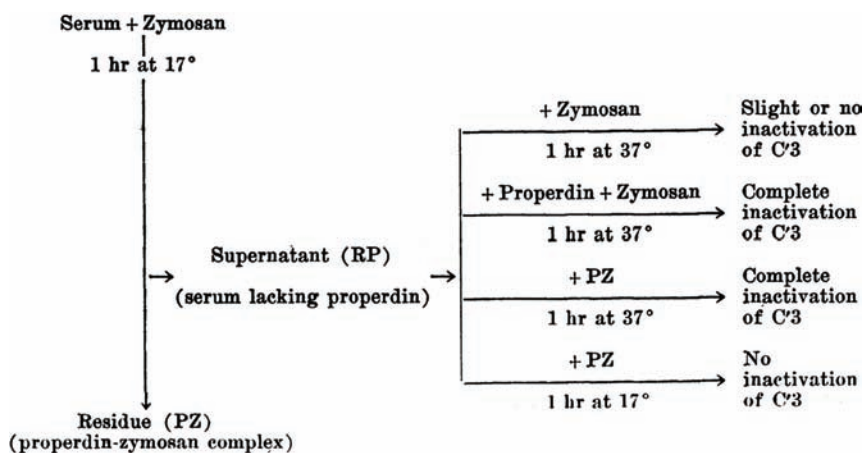 Serum + Zymosan
1 hr at 17°
+ Zymosan
1 hr at 37°
Slight or no
inactivation
of C'3
+ Properdin + Zymosan
1 hr at 37°
Complete
inactivation
of C'3
Supernatant (RP)
(serum lacking properdin)
+ PZ
1 hr at 37°
Complete
inactivation
of C'3
+ PZ
1 hr at 17°
No
inactivation
of C'3
Residue (PZ)
(properdin-zymosan complex)